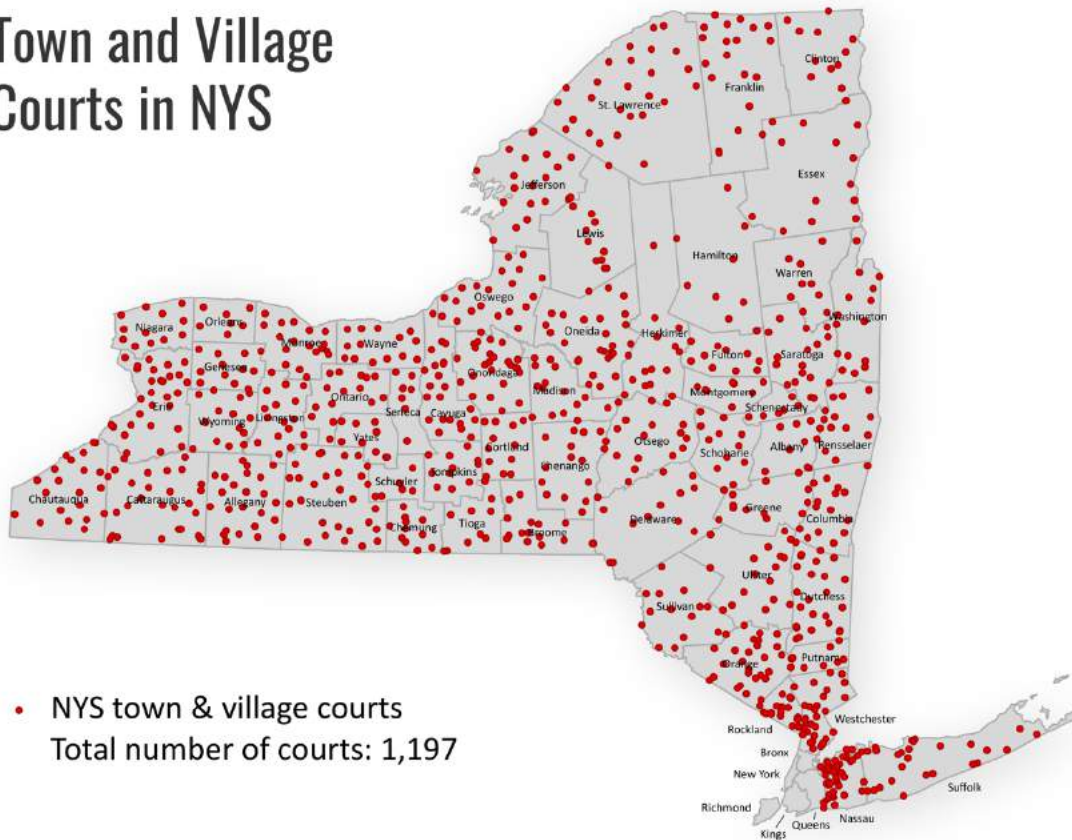 Town and Village
Courts in NYS
Clinton
Franklin
St. Lawrence
Essex
Jefferson
Lewis
Hamilton
Warren
Oswego
Washington
Niagara
Orleans
Oneida
Herkimer
Monroe
Wayne
Fulton
Saratoga
Genesee
Onondaga
Madison
Montgomery
Ontario
Erie
Seneca
Cayuga
Schenectady
Wyoming
Livingston
Yates
Otsego
Albany
Rensselaer
Cortland
Schoharie
Chenango
Tompkins
Schuyler
Chautauqua
Cattaraugus
Allegany
Steuben
Greene
Delaware
Columbia
Chemung
Tioga
Broome
Ulster
Dutchess
Sullivan
Orange
Putnam
NYS town & village courts
Total number of courts: 1,197
Westchester
Rockland
Bronx
New York
Suffolk
Richmond
Nassau
Queens
Kings